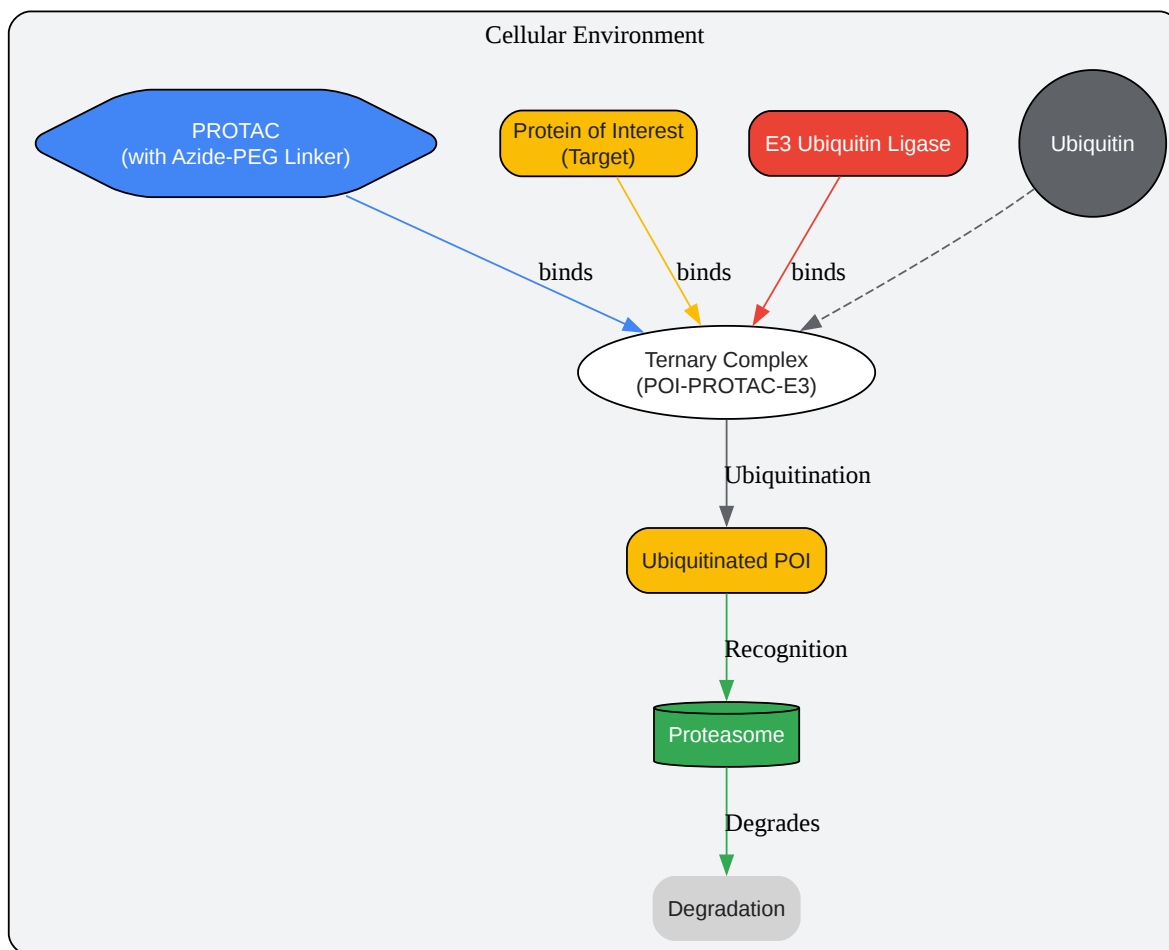 Cellular Environment
PROTAC
(with Azide-PEG Linker)
Protein of Interest
(Target)
E3 Ubiquitin Ligase
Ubiquitin
binds
binds
binds
Ternary Complex
(POI-PROTAC-E3)
Ubiquitination
Ubiquitinated POI
Recognition
Proteasome
Degrades
Degradation